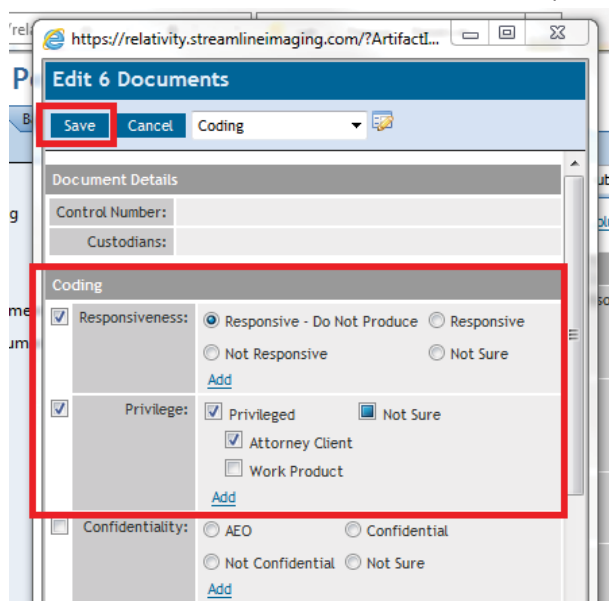 https://relativity.streamlineimaging.com/?ArtifactI...
Edit 6 Documents
Save Cancel Coding
Document Details
Control Number:
Custodians:
Coding
Responsiveness: Responsive - Do Not Produce Responsive
Not Responsive Not Sure
Add
Privilege: Privileged Not Sure
Attorney Client
Work Product
Add
Confidentiality: AEO Confidential
Not Confidential Not Sure
Add